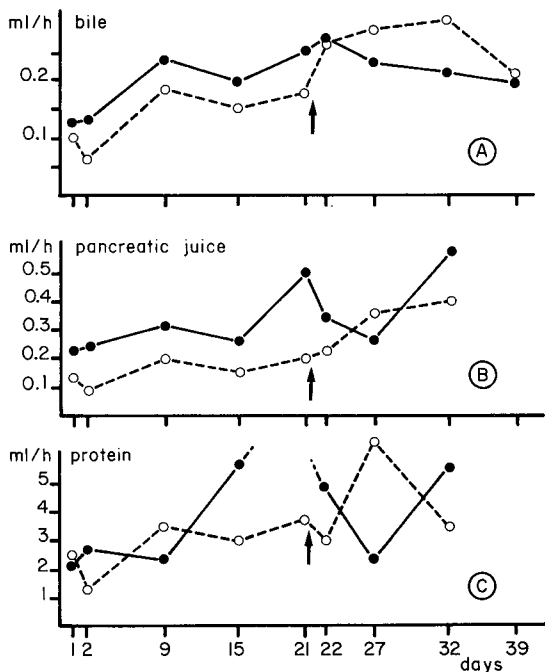 ml/h bile
0.2
0.1
A
ml/h pancreatic juice
0.5
0.4
0.3
0.2
0.1
B
ml/h protein
5
4
3
2
1
C
1 2 9 15 21 22 27 32 39
days